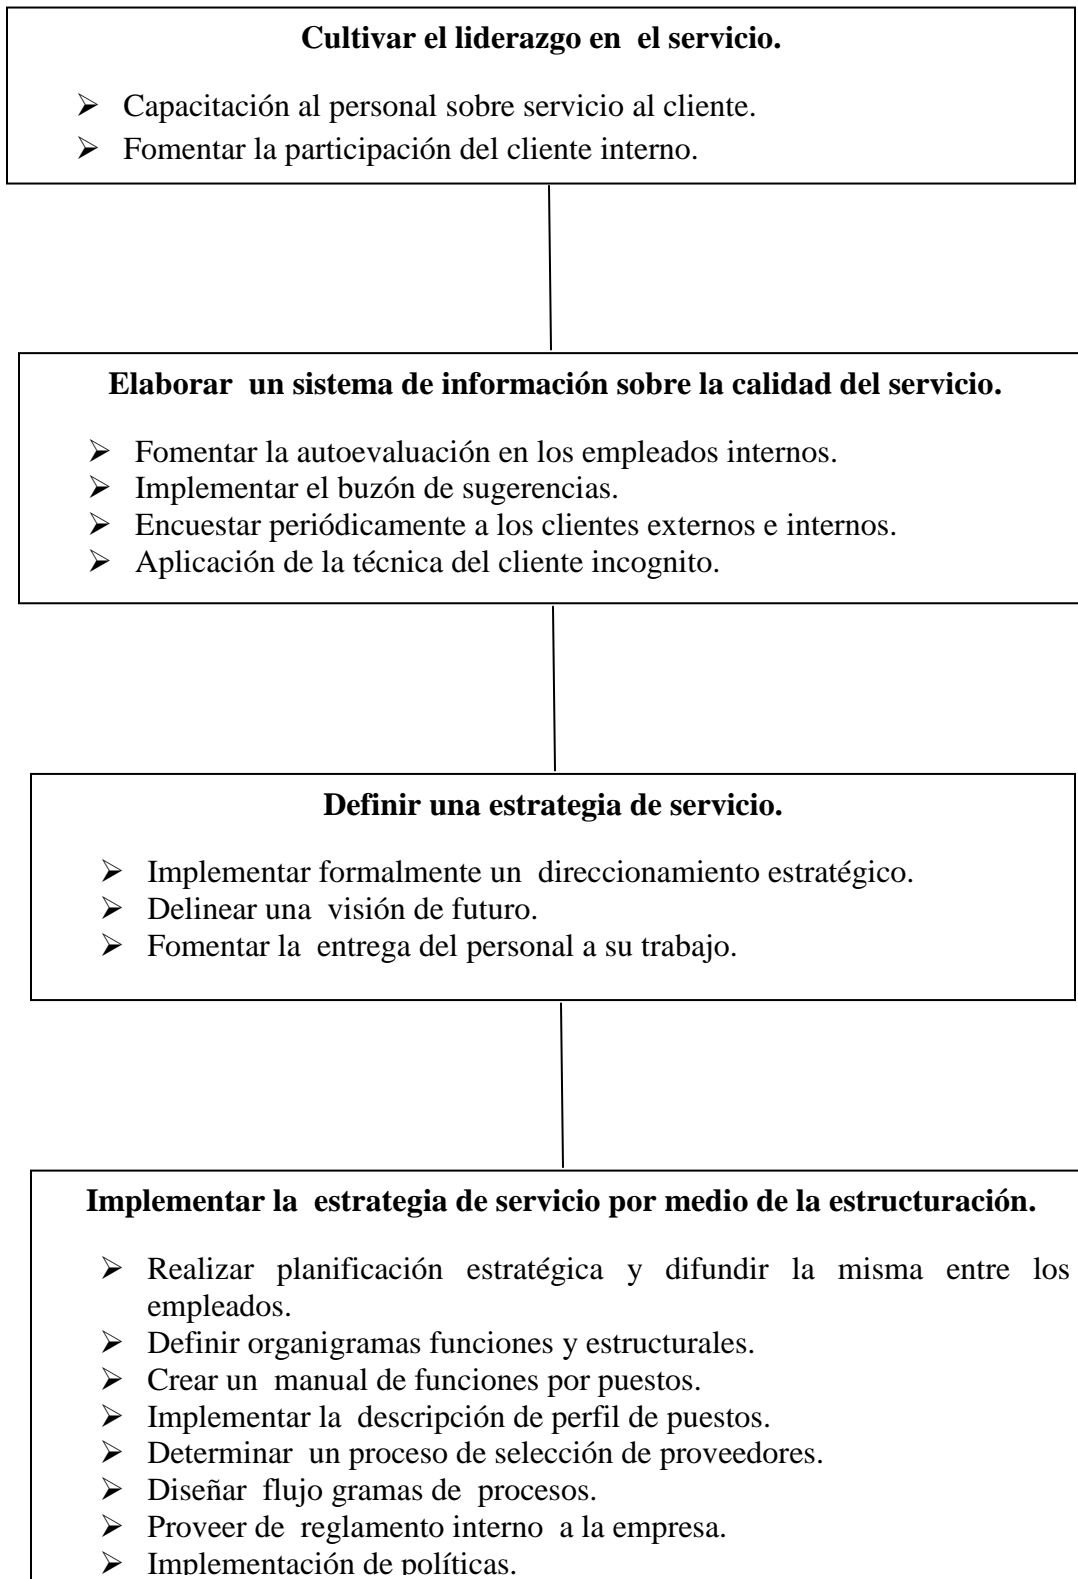 Cultivar el liderazgo en el servicio.
➢ Capacitación al personal sobre servicio al cliente.
➢ Fomentar la participación del cliente interno.
Elaborar un sistema de información sobre la calidad del servicio.
➢ Fomentar la autoevaluación en los empleados internos.
➢ Implementar el buzón de sugerencias.
➢ Encuestar periódicamente a los clientes externos e internos.
➢ Aplicación de la técnica del cliente incognito.
Definir una estrategia de servicio.
➢ Implementar formalmente un direccionamiento estratégico.
➢ Delinear una visión de futuro.
➢ Fomentar la entrega del personal a su trabajo.
Implementar la estrategia de servicio por medio de la estructuración.
➢ Realizar planificación estratégica y difundir la misma entre los
empleados.
➢ Definir organigramas funciones y estructurales.
➢ Crear un manual de funciones por puestos.
➢ Implementar la descripción de perfil de puestos.
➢ Determinar un proceso de selección de proveedores.
➢ Diseñar flujo gramas de procesos.
➢ Proveer de reglamento interno a la empresa.
➢ Implementación de políticas.